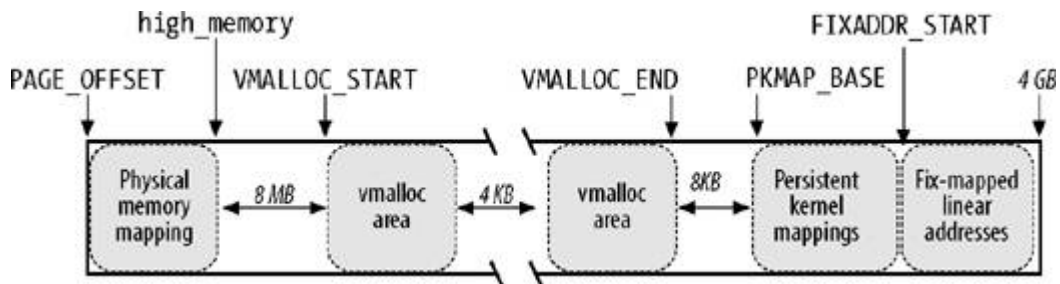 high_memory
FIXADDR_START
PAGE_OFFSET
VMALLOC_START
VMALLOC_END
PKMAP_BASE
4 GB
Physical
memory
mapping
8 MB
vmalloc
area
4 KB
vmalloc
area
8KB
Persistent
kernel
mappings
Fix-mapped
linear
addresses